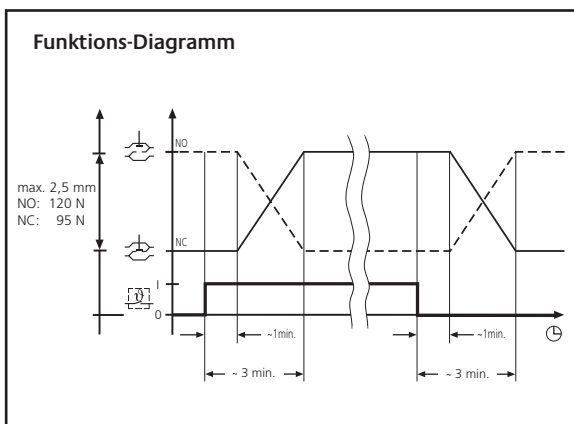 Funktions-Diagramm
NO
max. 2,5 mm
NO: 120 N
NC: 95 N
NC
I
ϑ
0
~1min.
~1min.
~ 3 min.
~ 3 min.